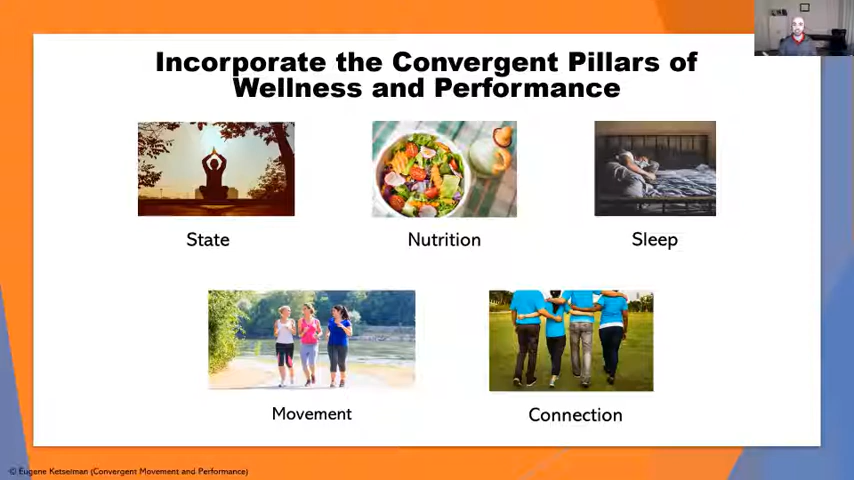 Incorporate the Convergent Pillars of
Wellness and Performance
State
Nutrition
Sleep
Movement
Connection
© Eugene Ketselman (Convergent Movement and Performance)